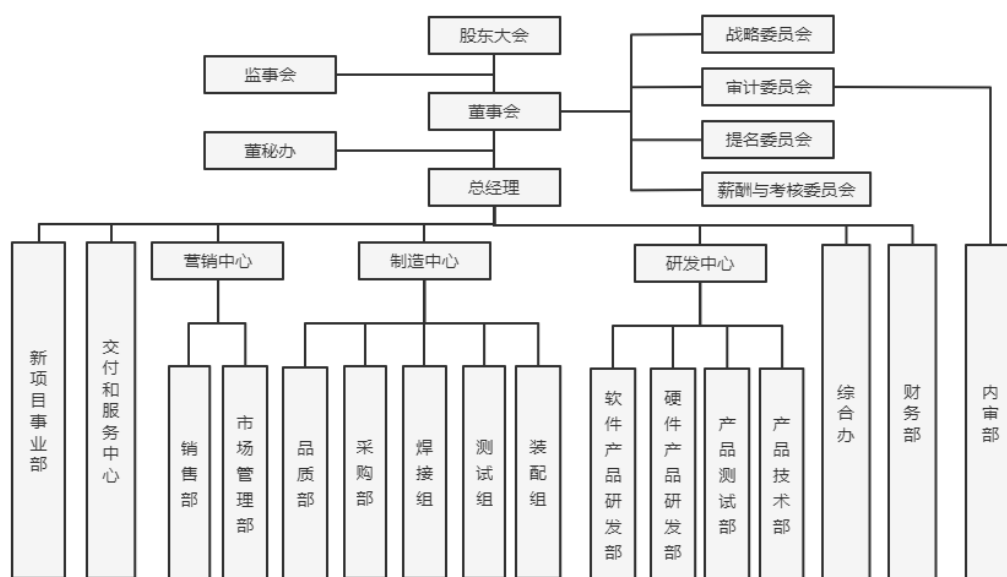 股东大会
战略委员会
监事会
审计委员会
董事会
提名委员会
董秘办
总经理
薪酬与考核委员会
营销中心
制造中心
研发中心
新项目事业部
交付和服务中心
销售部
市场管理部
品质部
采购部
焊接组
测试组
装配组
软件产品研发部
硬件产品研发部
产品测试部
产品技术部
综合办
财务部
内审部